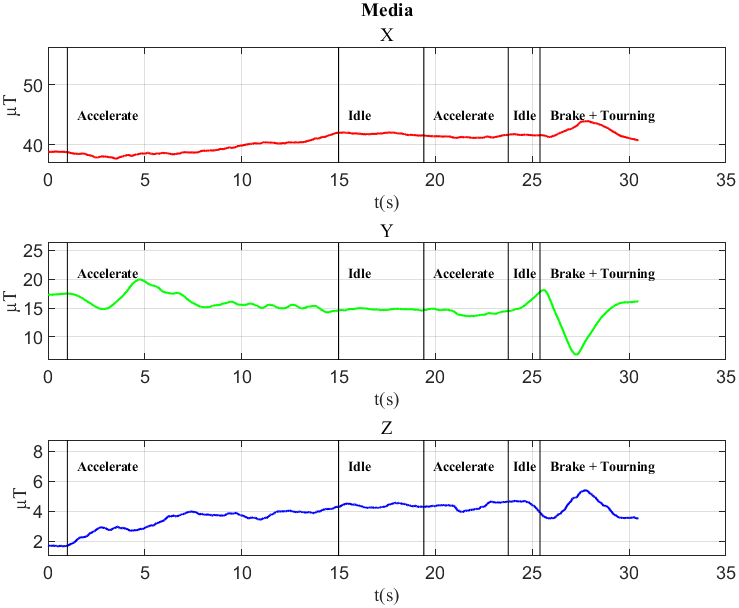 Media
X
50
40
μT
Accelerate
Idle
Accelerate
Idle
Brake + Tourning
0 5 10 15 20 25 30 35
t(s)
Y
25
20
15
10
μT
Accelerate
Idle
Accelerate
Idle
Brake + Tourning
0 5 10 15 20 25 30 35
t(s)
Z
8
6
4
2
μT
Accelerate
Idle
Accelerate
Idle
Brake + Tourning
0 5 10 15 20 25 30 35
t(s)